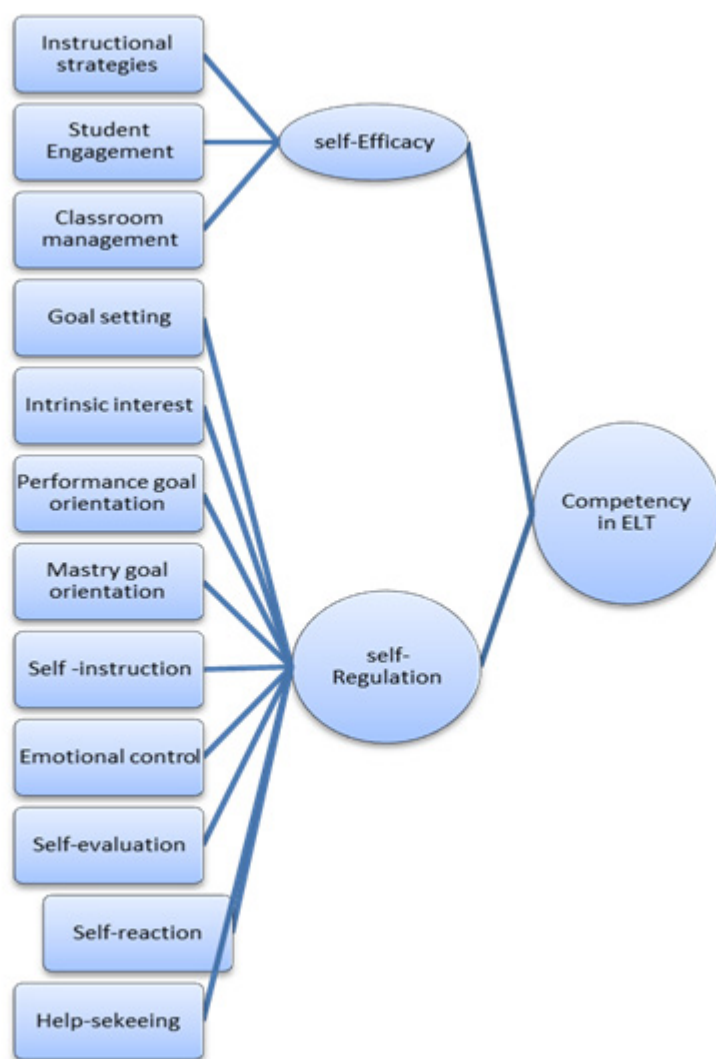 Instructional
strategies
Student
Engagement
Classroom
management
self-Efficacy
Goal setting
Intrinsic interest
Performance goal
orientation
Mastry goal
orientation
Self -instruction
Emotional control
Self-evaluation
Self-reaction
Help-sekeeing
self-
Regulation
Competency
in ELT